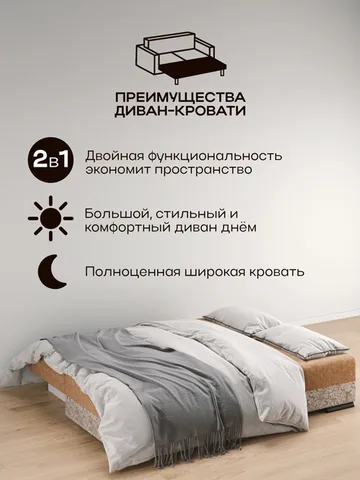 ПРЕИМУЩЕСТВА
ДИВАН-КРОВАТИ
2в1
Двойная функциональность
экономит пространство
Большой, стильный и
комфортный диван днём
Полноценная широкая кровать